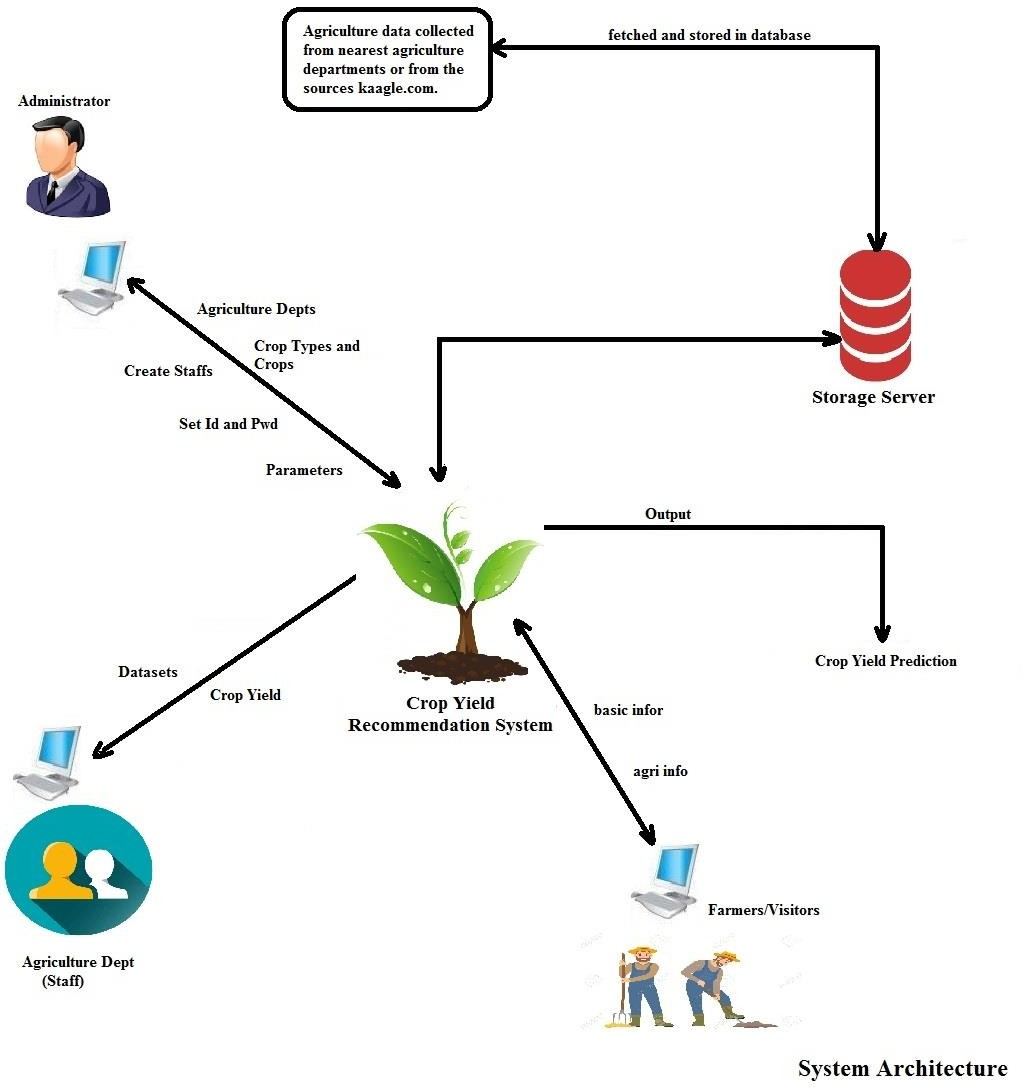 Agriculture data collected
from nearest agriculture
departments or from the
sources kaagle.com.
fetched and stored in database
Administrator
Agriculture Depts
Crop Types and
Crops
Create Staffs
Set Id and Pwd
Parameters
Storage Server
Output
Crop Yield Prediction
Datasets
Crop Yield
Crop Yield
Recommendation System
basic infor
agri info
Farmers/Visitors
Agriculture Dept
(Staff)
System Architecture